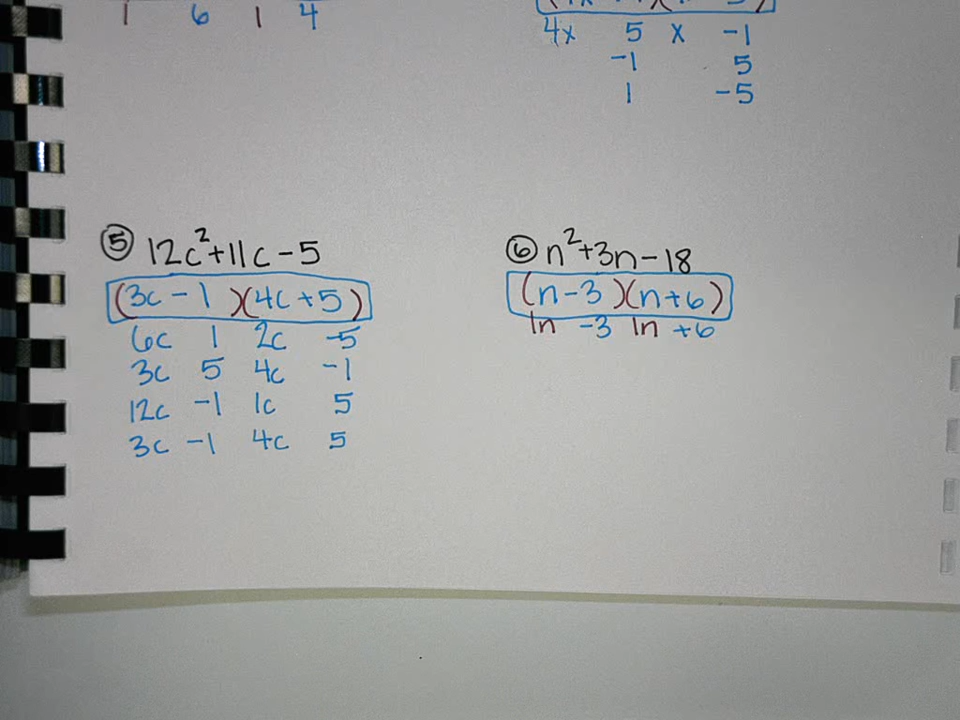 1 6 1 4
4x 5 x -1
-1 5
1 -5
⑤ 12c²+11c-5
(3c-1)(4c+5)
6c 1 2c -5
3c 5 4c -1
12c -1 1c 5
3c -1 4c 5
⑥ n²+3n-18
(n-3)(n+6)
1n -3 1n +6